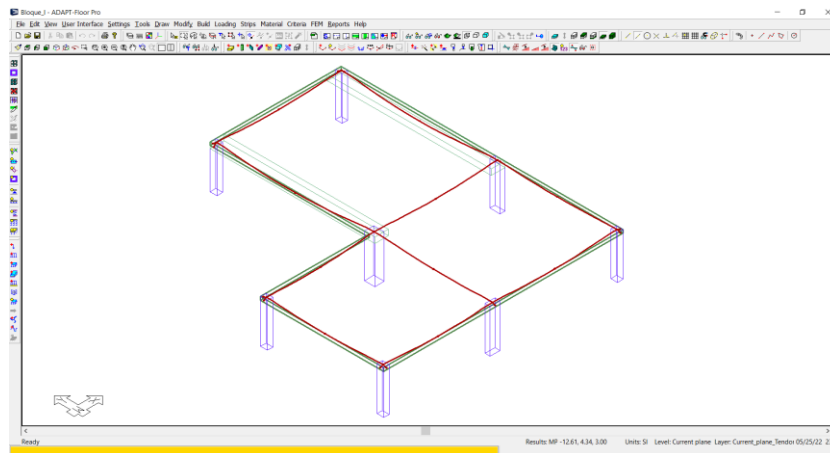 Bloque_I - ADAPT-Floor Pro
File Edit View User Interface Settings Tools Draw Modify Build Loading Strips Material Criteria FEM Reports Help
Ready
Results: MP -12.61, 4.34, 3.00 Units: SI Level: Current plane Layer: Current_plane_Tendor 05/25/22